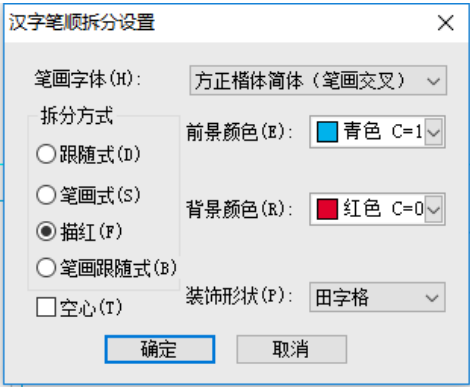 汉字笔顺拆分设置
笔画字体(H): 方正楷体简体（笔画交叉）
拆分方式
跟随式(D)
笔画式(S)
描红(F)
笔画跟随式(B)
空心(T)
前景颜色(E): 青色 C=1
背景颜色(R): 红色 C=0
装饰形状(P): 田字格
确定 取消